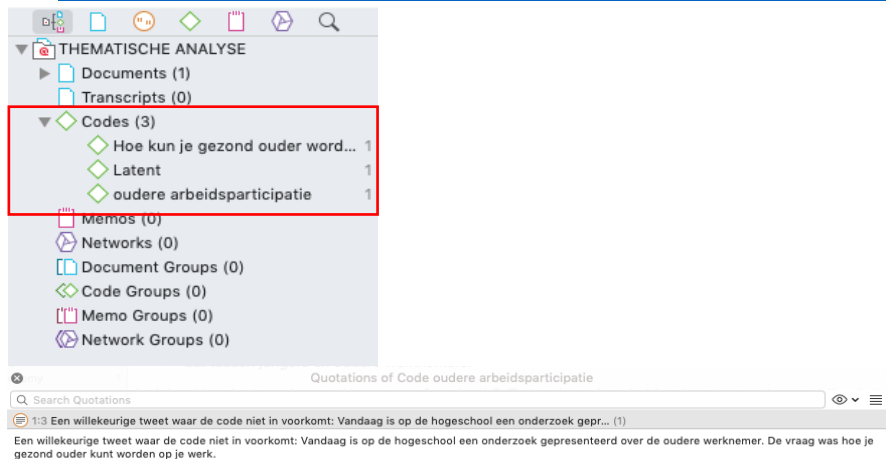 THEMATISCHE ANALYSE
Documents (1)
Transcripts (0)
Codes (3)
Hoe kun je gezond ouder word... 1
Latent 1
oudere arbeidsparticipatie 1
Memos (0)
Networks (0)
Document Groups (0)
Code Groups (0)
Memo Groups (0)
Network Groups (0)
Quotations of Code oudere arbeidsparticipatie
Search Quotations
1:3 Een willekeurige tweet waar de code niet in voorkomt: Vandaag is op de hogeschool een onderzoek gepr... (1)
Een willekeurige tweet waar de code niet in voorkomt: Vandaag is op de hogeschool een onderzoek gepresenteerd over de oudere werknemer. De vraag was hoe je
gezond ouder kunt worden op je werk.